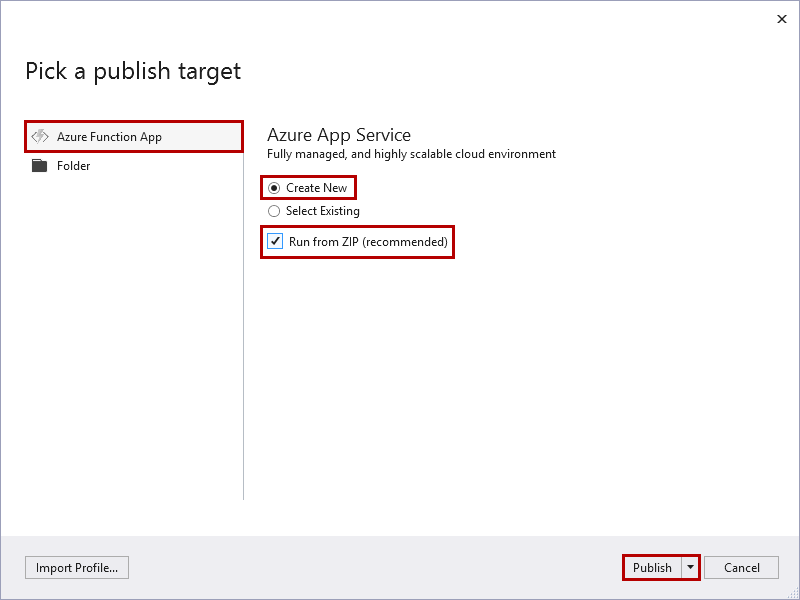 Pick a publish target
Azure Function App
Folder
Azure App Service
Fully managed, and highly scalable cloud environment
Create New
Select Existing
Run from ZIP (recommended)
Import Profile...
Publish
Cancel